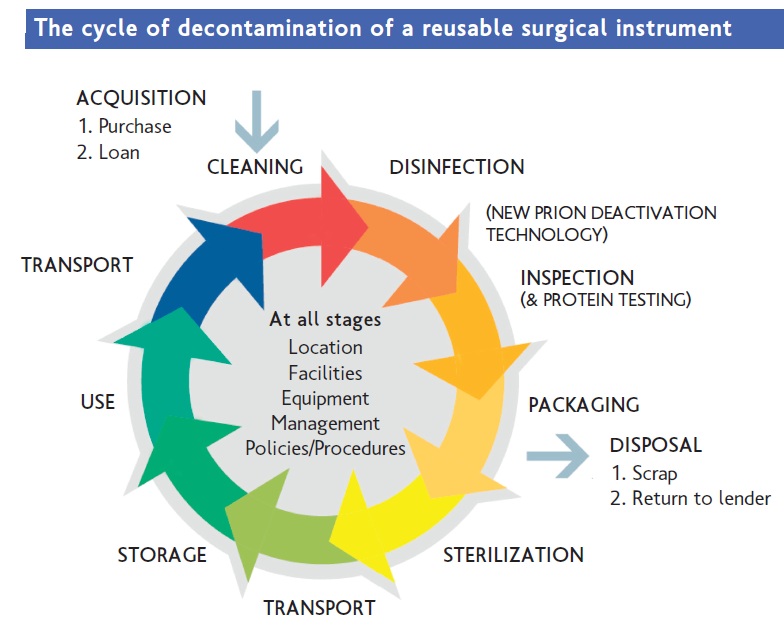 The cycle of decontamination of a reusable surgical instrument
ACQUISITION
1. Purchase
2. Loan
CLEANING
DISINFECTION
(NEW PRION DEACTIVATION
TECHNOLOGY)
INSPECTION
(& PROTEIN TESTING)
PACKAGING
DISPOSAL
1. Scrap
2. Return to lender
STERILIZATION
TRANSPORT
STORAGE
USE
TRANSPORT
At all stages
Location
Facilities
Equipment
Management
Policies/Procedures